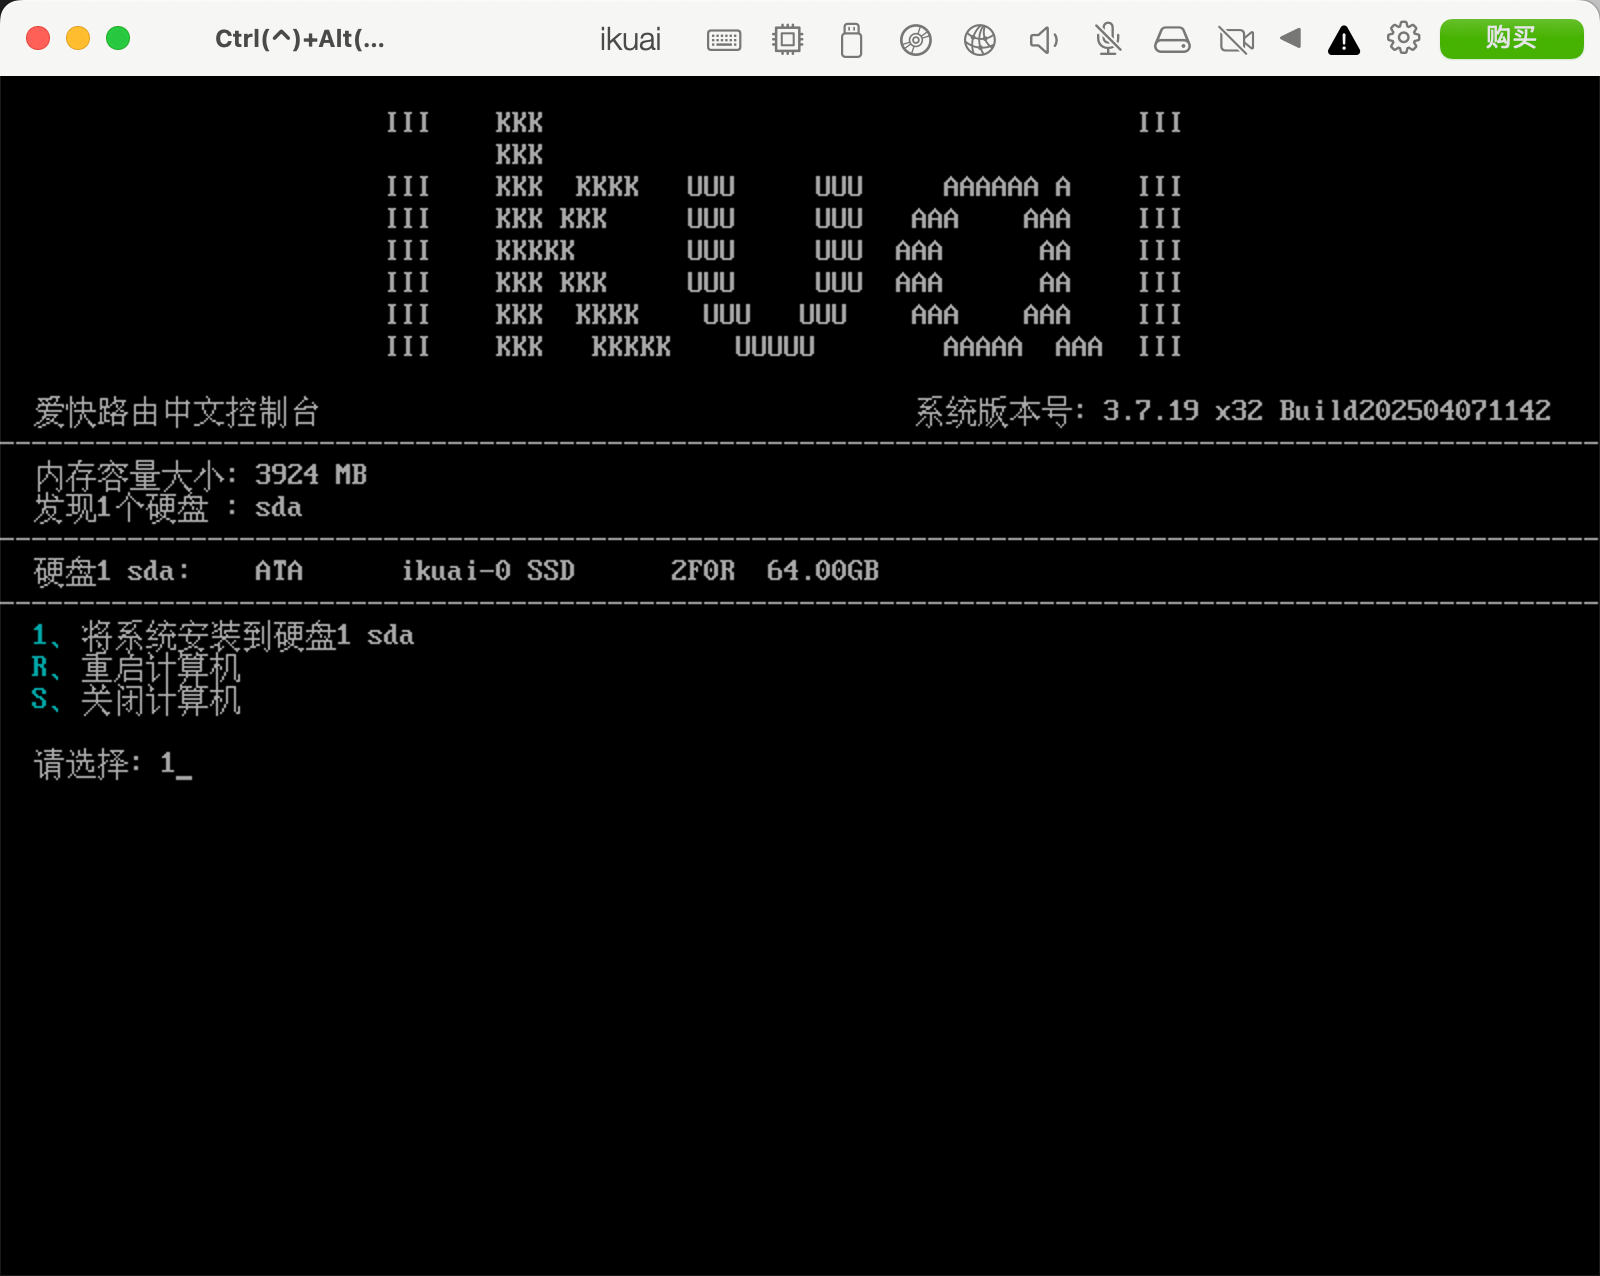 Ctrl(^)+Alt(... ikuai 购买
III    KKK                                     III
       KKK
III    KKK  KKKK   UUU     UUU     AAAAAA A    III
III    KKK KKK     UUU     UUU   AAA    AAA    III
III    KKKKK       UUU     UUU  AAA      AA    III
III    KKK KKK     UUU     UUU  AAA      AA    III
III    KKK  KKKK    UUU   UUU    AAA    AAA    III
III    KKK   KKKKK    UUUUU        AAAAA  AAA  III
爱快路由中文控制台 系统版本号: 3.7.19 x32 Build202504071142
内存容量大小: 3924 MB
发现1个硬盘 : sda
硬盘1 sda: ATA ikuai-0 SSD 2F0R 64.00GB
1、将系统安装到硬盘1 sda
R、重启计算机
S、关闭计算机
请选择: 1_